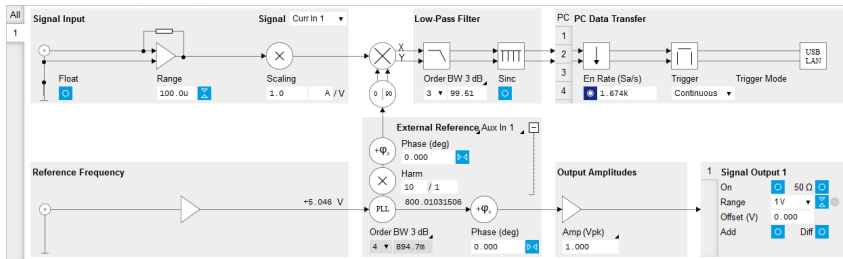 All
1
Signal Input
Signal Curr In 1 ▼
Float
Range
100.0u
Scaling
1.0 A / V
X
Y
0 90
Low-Pass Filter
Order BW 3 dB
3 ▼ 99.51
Sinc
PC
1
2
3
4
PC Data Transfer
En Rate (Sa/s)
1.674k
Trigger
Continuous ▼
Trigger Mode
USB
LAN
External Reference Aux In 1
+φ
Phase (deg)
0.000
Harm
10 / 1
Reference Frequency
+5.046 V
PLL
800.01031506
+φ
Order BW 3 dB
4 ▼ 894.7m
Phase (deg)
0.000
Output Amplitudes
Amp (Vpk)
1.000
1
Signal Output 1
On 50 Ω
Range 1 V ▼
Offset (V) 0.000
Add Diff